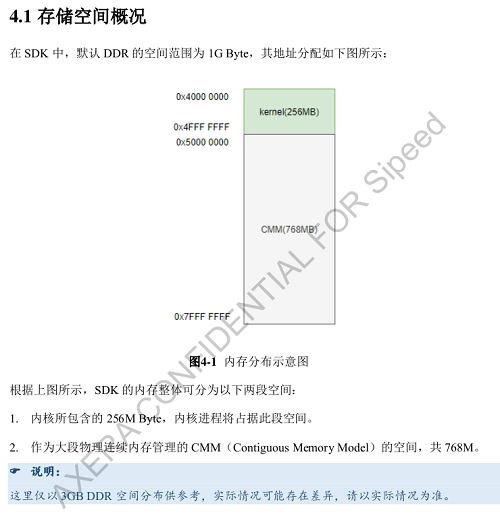 4.1 存储空间概况
在 SDK 中，默认 DDR 的空间范围为 1G Byte，其地址分配如下图所示：
0x4000 0000
kernel(256MB)
0x4FFF FFFF
0x5000 0000
CMM(768MB)
0x7FFF FFFF
图4-1 内存分布示意图
根据上图所示，SDK 的内存整体可分为以下两段空间:
1. 内核所包含的 256M Byte，内核进程将占据此段空间。
2. 作为大段物理连续内存管理的 CMM（Contiguous Memory Model）的空间，共 768M。
☞ 说明：
这里仅以 3GB DDR 空间分布供参考，实际情况可能存在差异，请以实际情况为准。
AXERA CONFIDENTIAL FOR Sipeed